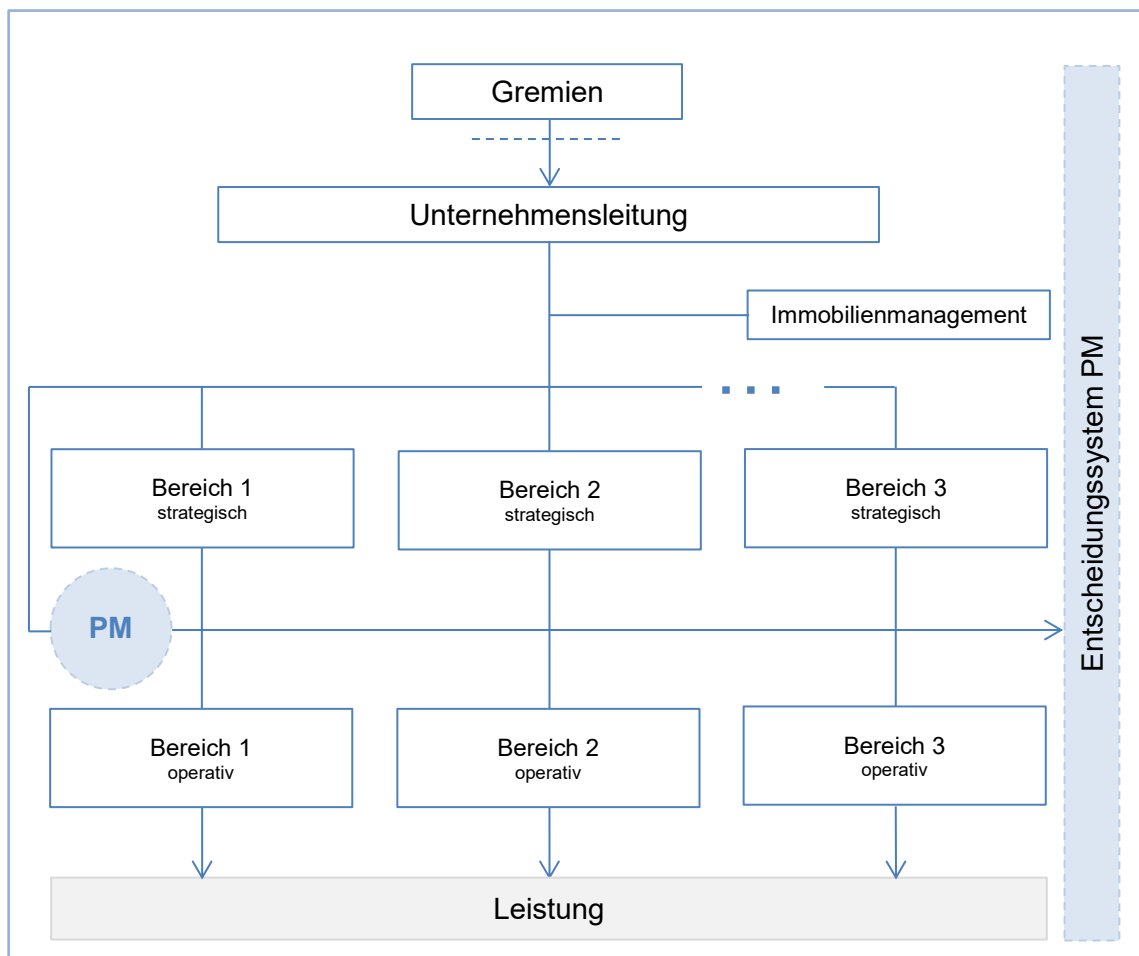 Gremien
Unternehmensleitung
Immobilienmanagement
...
Bereich 1
strategisch
Bereich 2
strategisch
Bereich 3
strategisch
PM
Entscheidungssystem PM
Bereich 1
operativ
Bereich 2
operativ
Bereich 3
operativ
Leistung